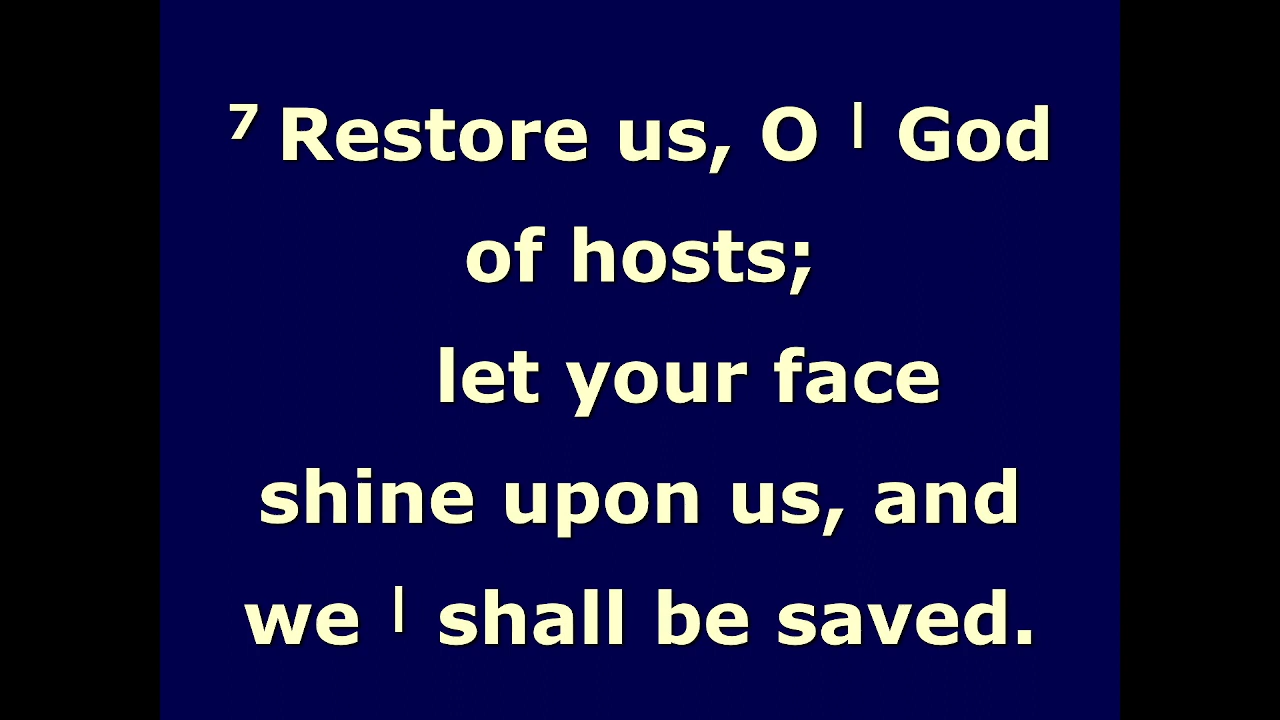 7 Restore us, O | God
of hosts;
let your face
shine upon us, and
we | shall be saved.